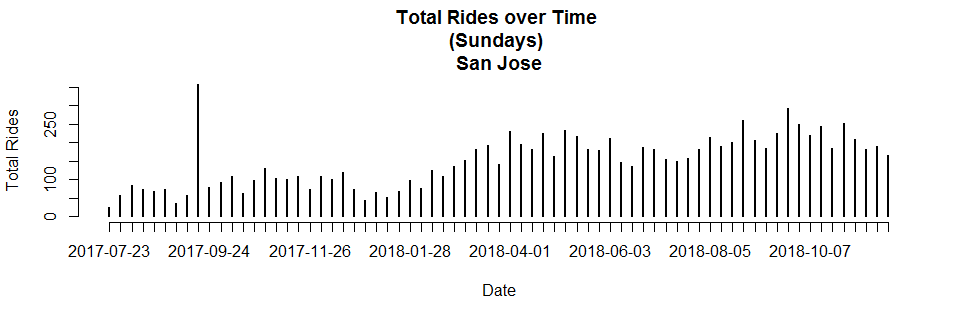 Total Rides over Time
(Sundays)
San Jose
Total Rides
250
100
0
2017-07-23 2017-09-24 2017-11-26 2018-01-28 2018-04-01 2018-06-03 2018-08-05 2018-10-07
Date